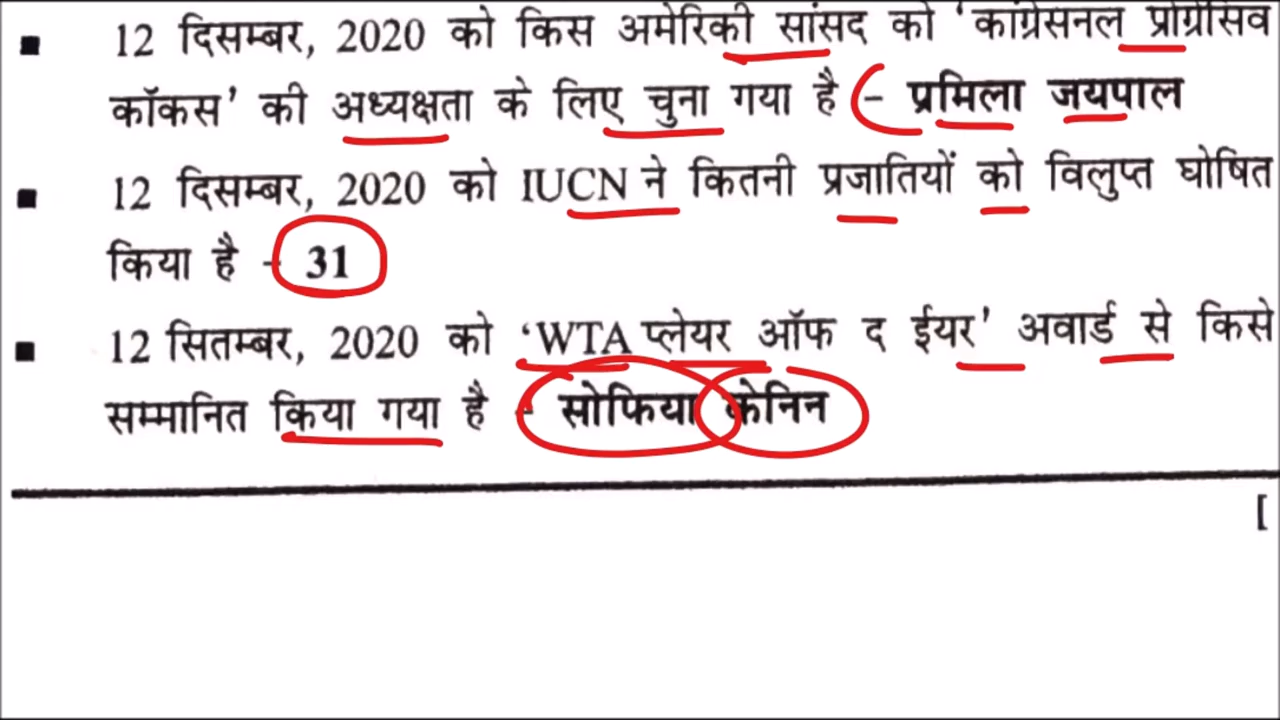 ▪ 12 दिसम्बर, 2020 को किस अमेरिकी सांसद को 'कांग्रेसनल प्रोग्रेसिव
कॉकस' की अध्यक्षता के लिए चुना गया है - प्रमिला जयपाल
▪ 12 दिसम्बर, 2020 को IUCN ने कितनी प्रजातियों को विलुप्त घोषित
किया है - 31
▪ 12 सितम्बर, 2020 को 'WTA प्लेयर ऑफ द ईयर' अवार्ड से किसे
सम्मानित किया गया है - सोफिया केनिन
[